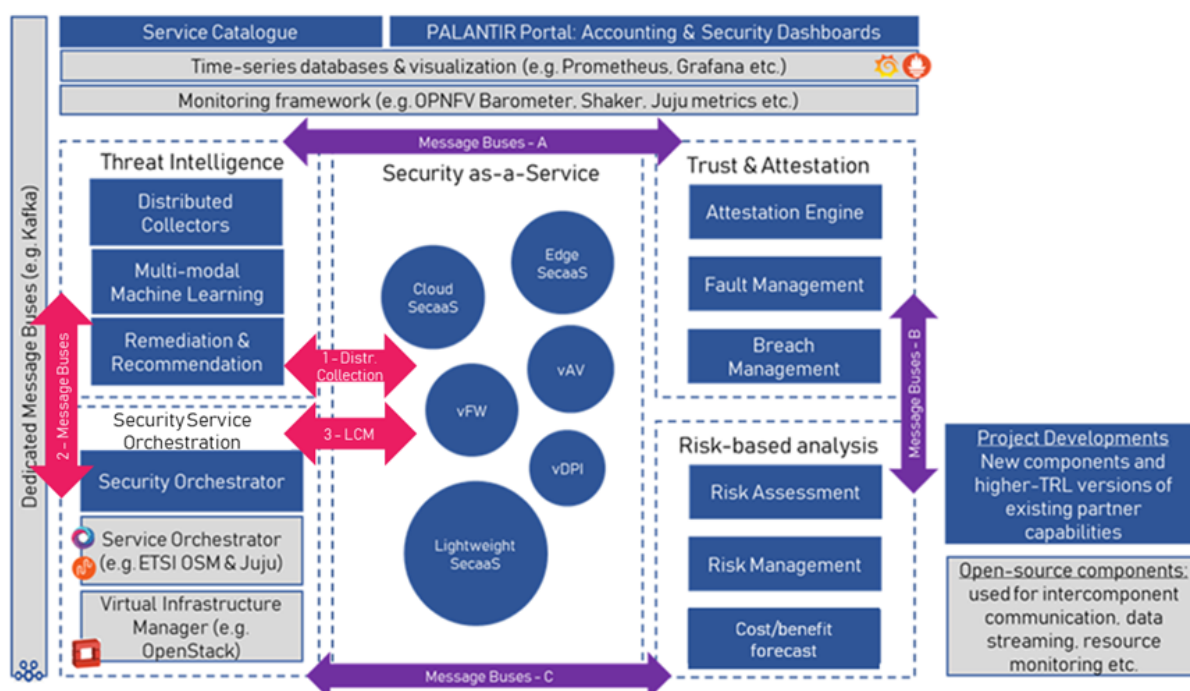 Service Catalogue
PALANTIR Portal: Accounting & Security Dashboards
Time-series databases & visualization (e.g. Prometheus, Grafana etc.)
Monitoring framework (e.g. OPNFV Barometer, Shaker, Juju metrics etc.)
Dedicated Message Buses (e.g. Kafka)
Message Buses - A
Threat Intelligence
Distributed
Collectors
Multi-modal
Machine Learning
Remediation &
Recommendation
2 - Message Buses
1 - Distr.
Collection
3 - LCM
Security Service
Orchestration
Security Orchestrator
Service Orchestrator
(e.g. ETSI OSM & Juju)
Virtual Infrastructure
Manager (e.g.
OpenStack)
Security as-a-Service
Edge
SecaaS
Cloud
SecaaS
vAV
vFW
vDPI
Lightweight
SecaaS
Trust & Attestation
Attestation Engine
Fault Management
Breach
Management
Message Buses - B
Risk-based analysis
Risk Assessment
Risk Management
Cost/benefit
forecast
Message Buses - C
Project Developments
New components and
higher-TRL versions of
existing partner
capabilities
Open-source components:
used for intercomponent
communication, data
streaming, resource
monitoring etc.